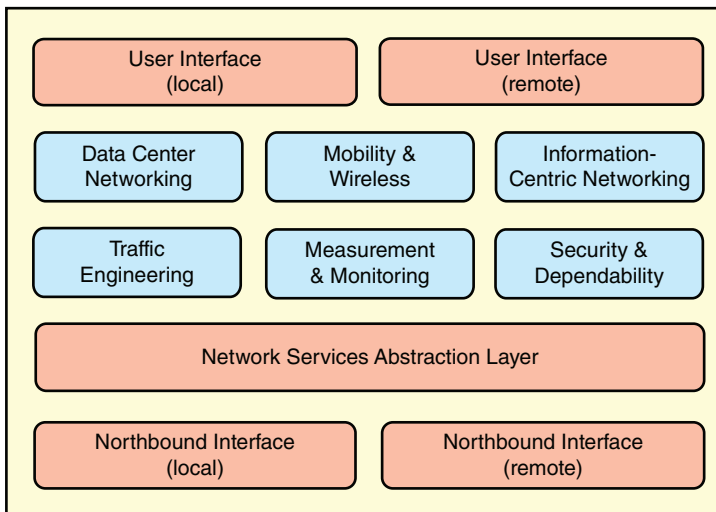 User Interface
(local)
User Interface
(remote)
Data Center
Networking
Mobility &
Wireless
Information-
Centric Networking
Traffic
Engineering
Measurement
& Monitoring
Security &
Dependability
Network Services Abstraction Layer
Northbound Interface
(local)
Northbound Interface
(remote)